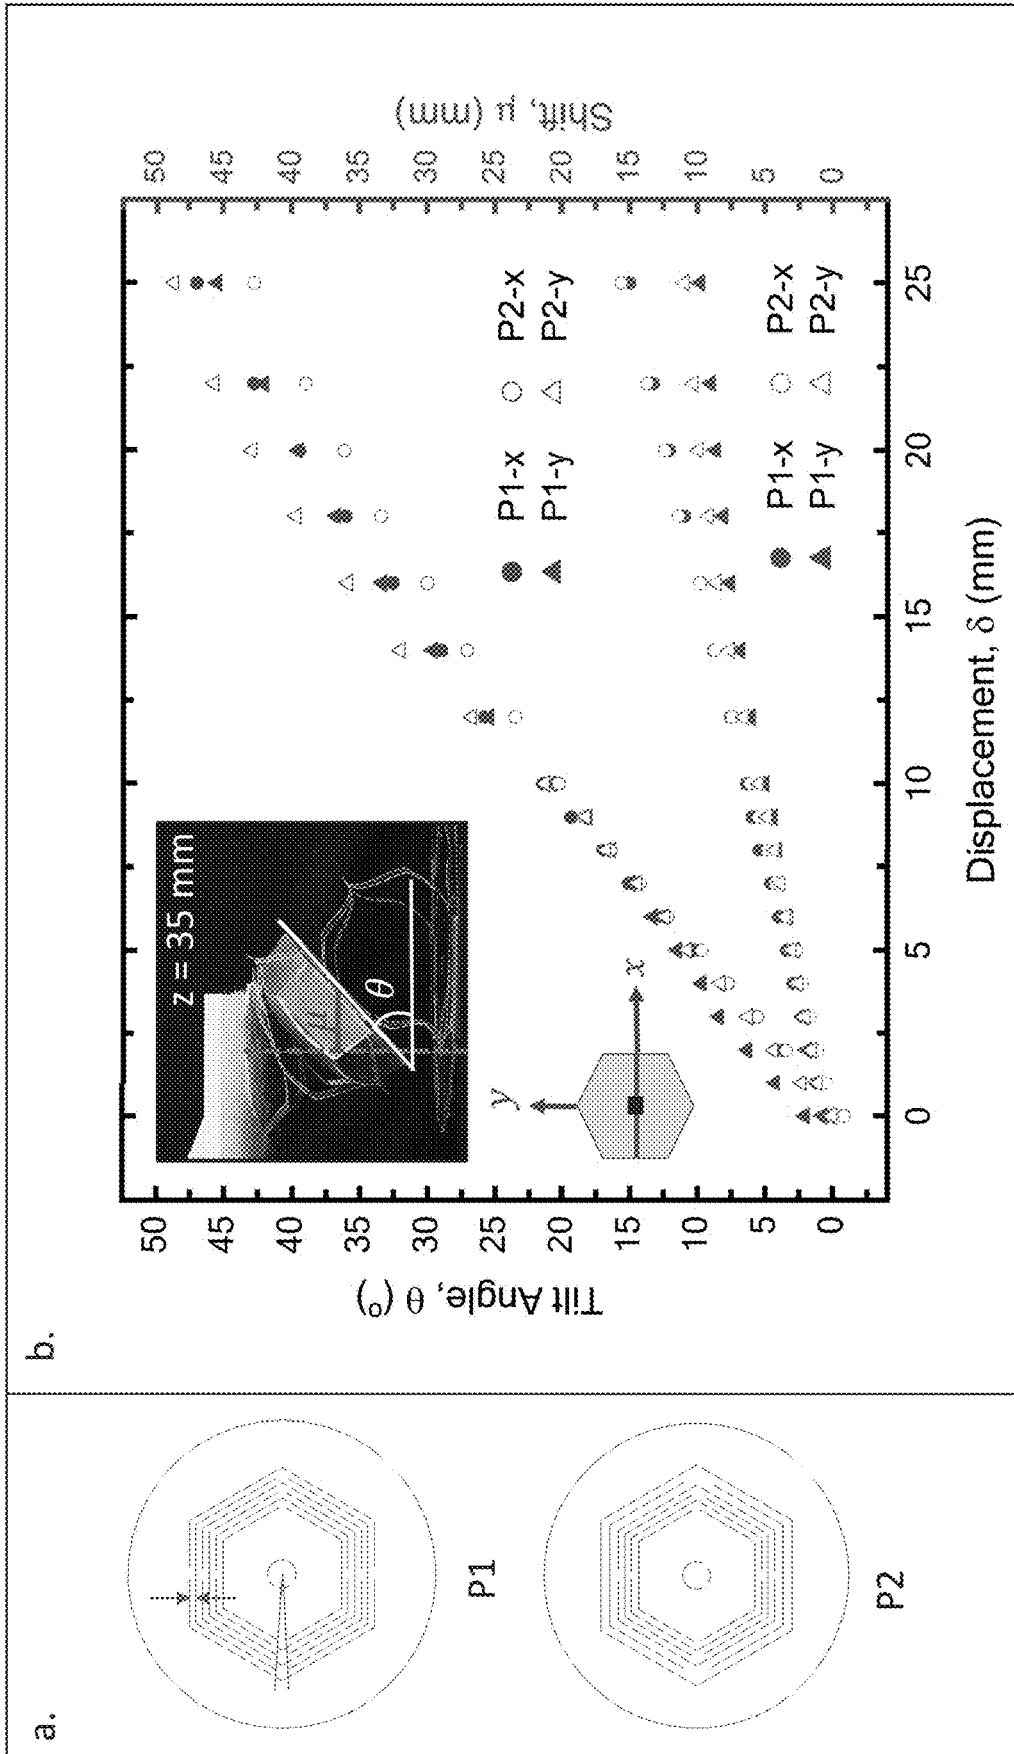 a.
P1
P2
b.
Tilt Angle, θ (°)
50
45
40
35
30
25
20
15
10
5
0
z = 35 mm
θ
y
x
P1-x P2-x
P1-y P2-y
P1-x P2-x
P1-y P2-y
50
45
40
35
30
25
20
15
10
5
0
Shift, μ (mm)
0 5 10 15 20 25
Displacement, δ (mm)